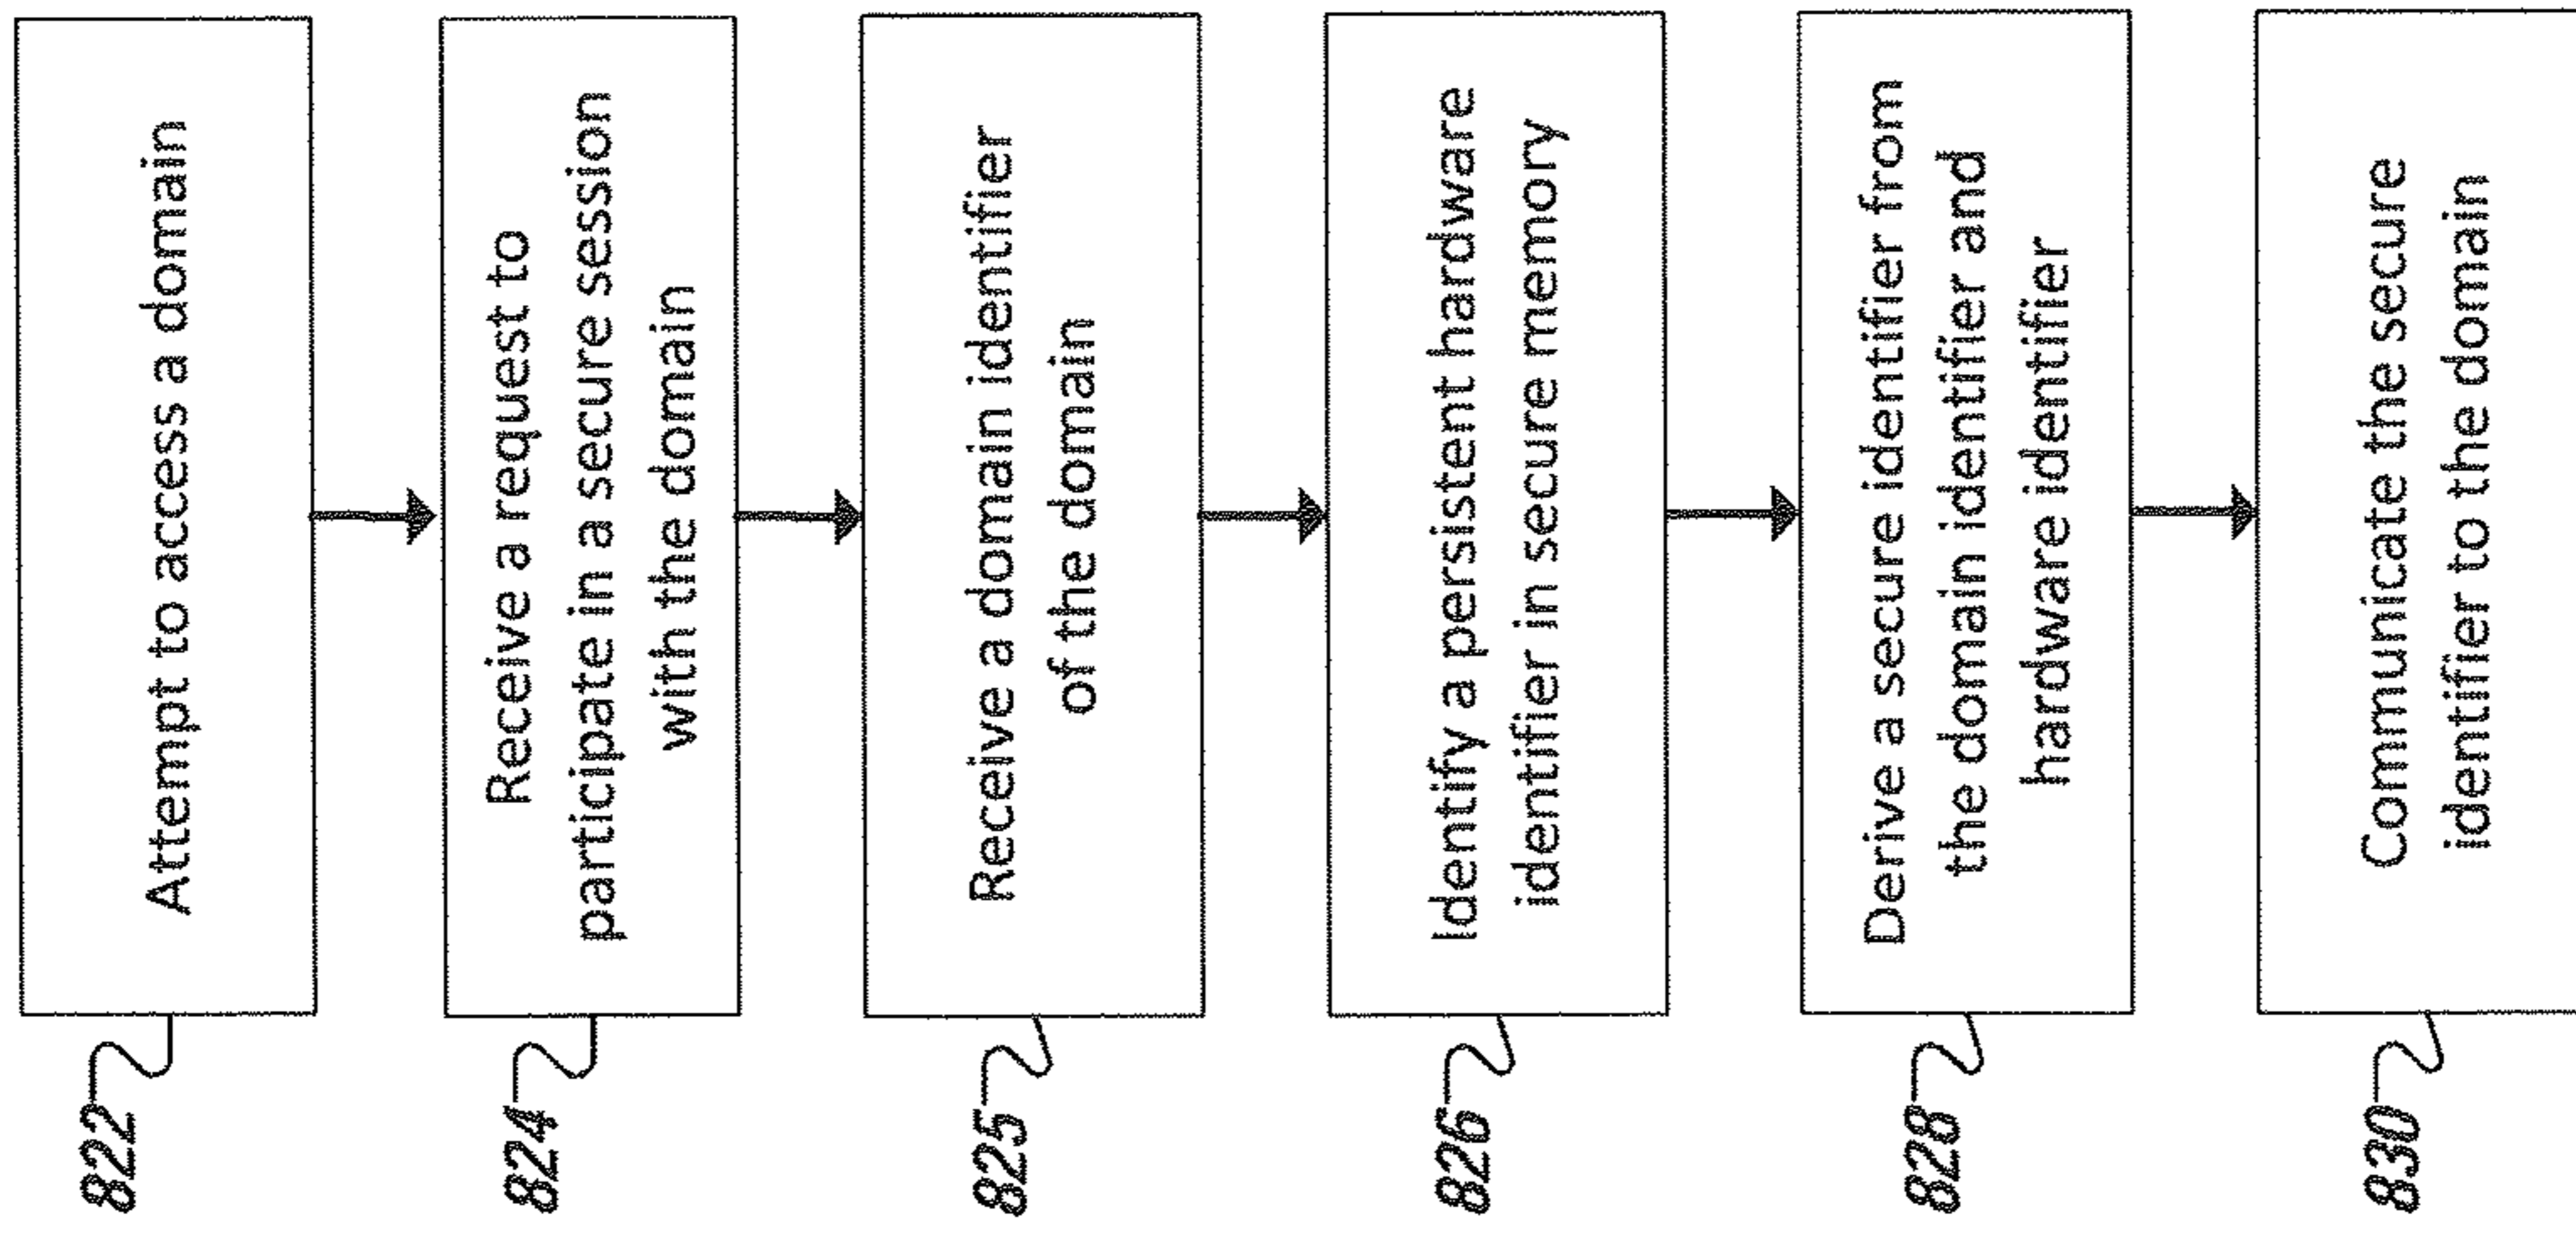 822
Attempt to access a domain
824
Receive a request to
participate in a secure session
with the domain
825
Receive a domain identifier
of the domain
826
Identify a persistent hardware
identifier in secure memory
828
Derive a secure identifier from
the domain identifier and
hardware identifier
830
Communicate the secure
identifier to the domain